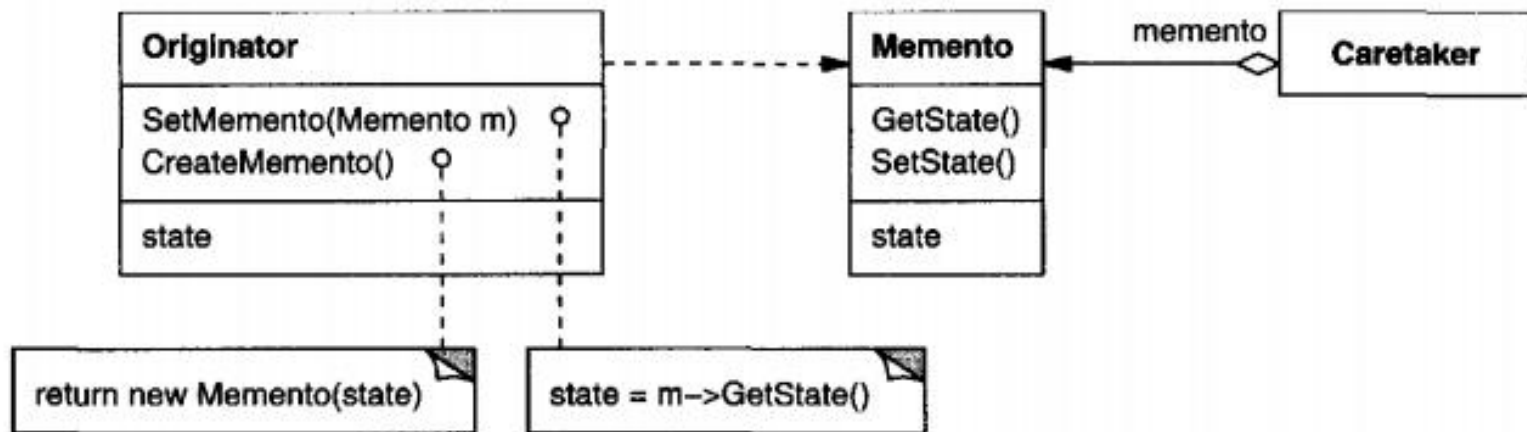 Originator
SetMemento(Memento m)
CreateMemento()
state
Memento
GetState()
SetState()
state
memento
Caretaker
return new Memento(state)
state = m->GetState()